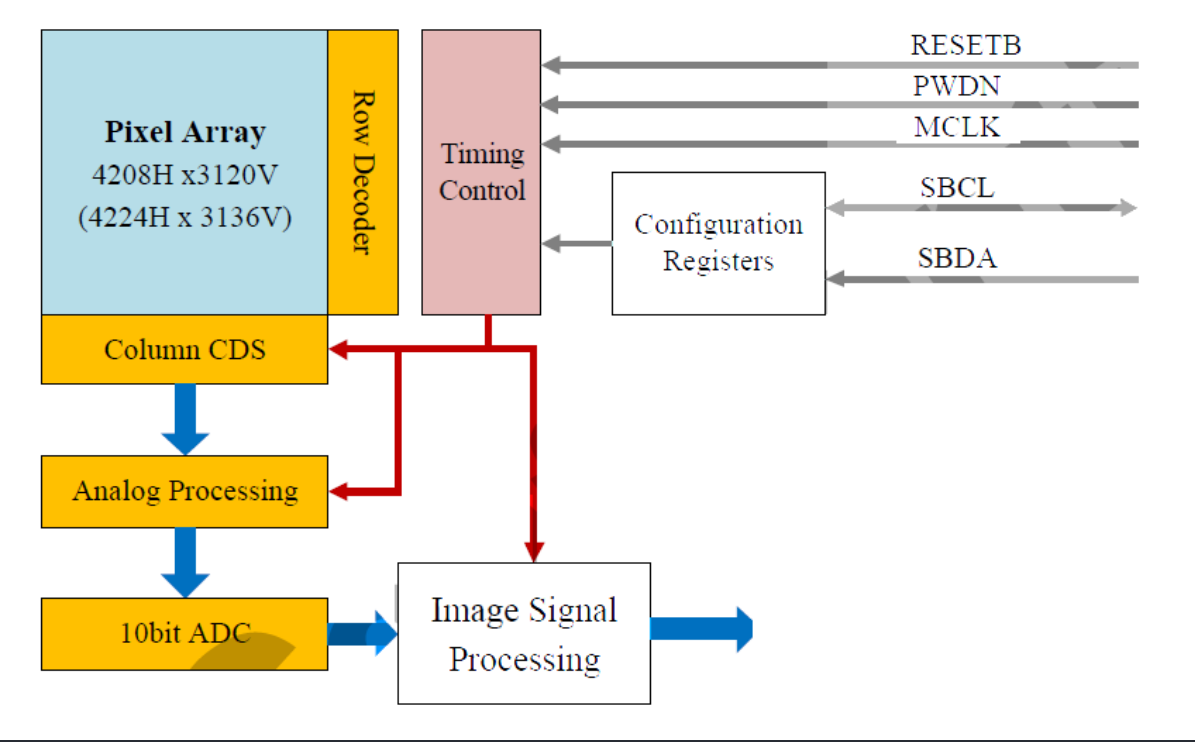 Pixel Array
4208H x3120V
(4224H x 3136V)
Row Decoder
Timing
Control
RESETB
PWDN
MCLK
SBCL
SBDA
Configuration
Registers
Column CDS
Analog Processing
10bit ADC
Image Signal
Processing